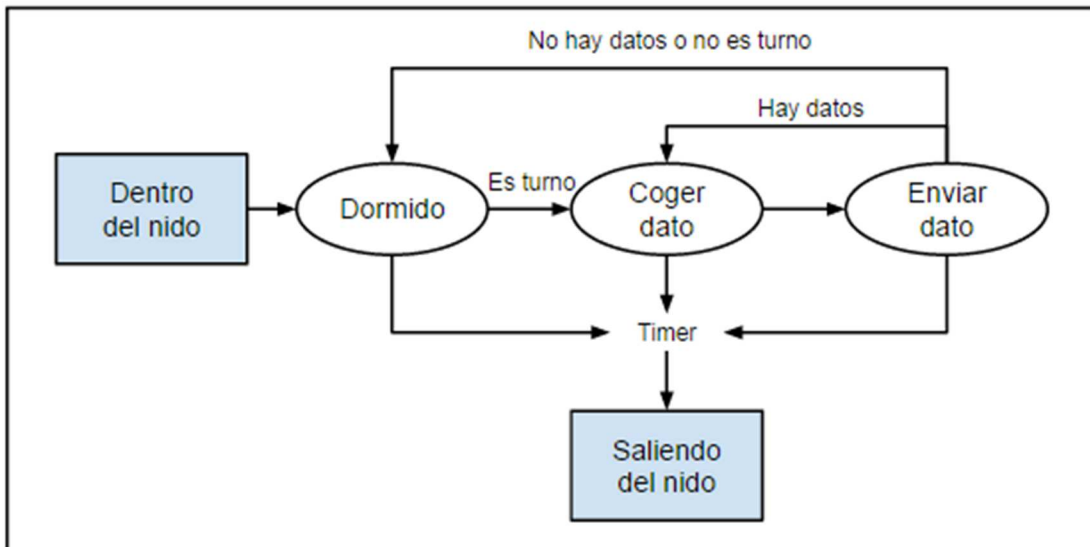 No hay datos o no es turno
Hay datos
Dentro
del nido
Dormido
Es turno
Coger
dato
Enviar
dato
Timer
Saliendo
del nido